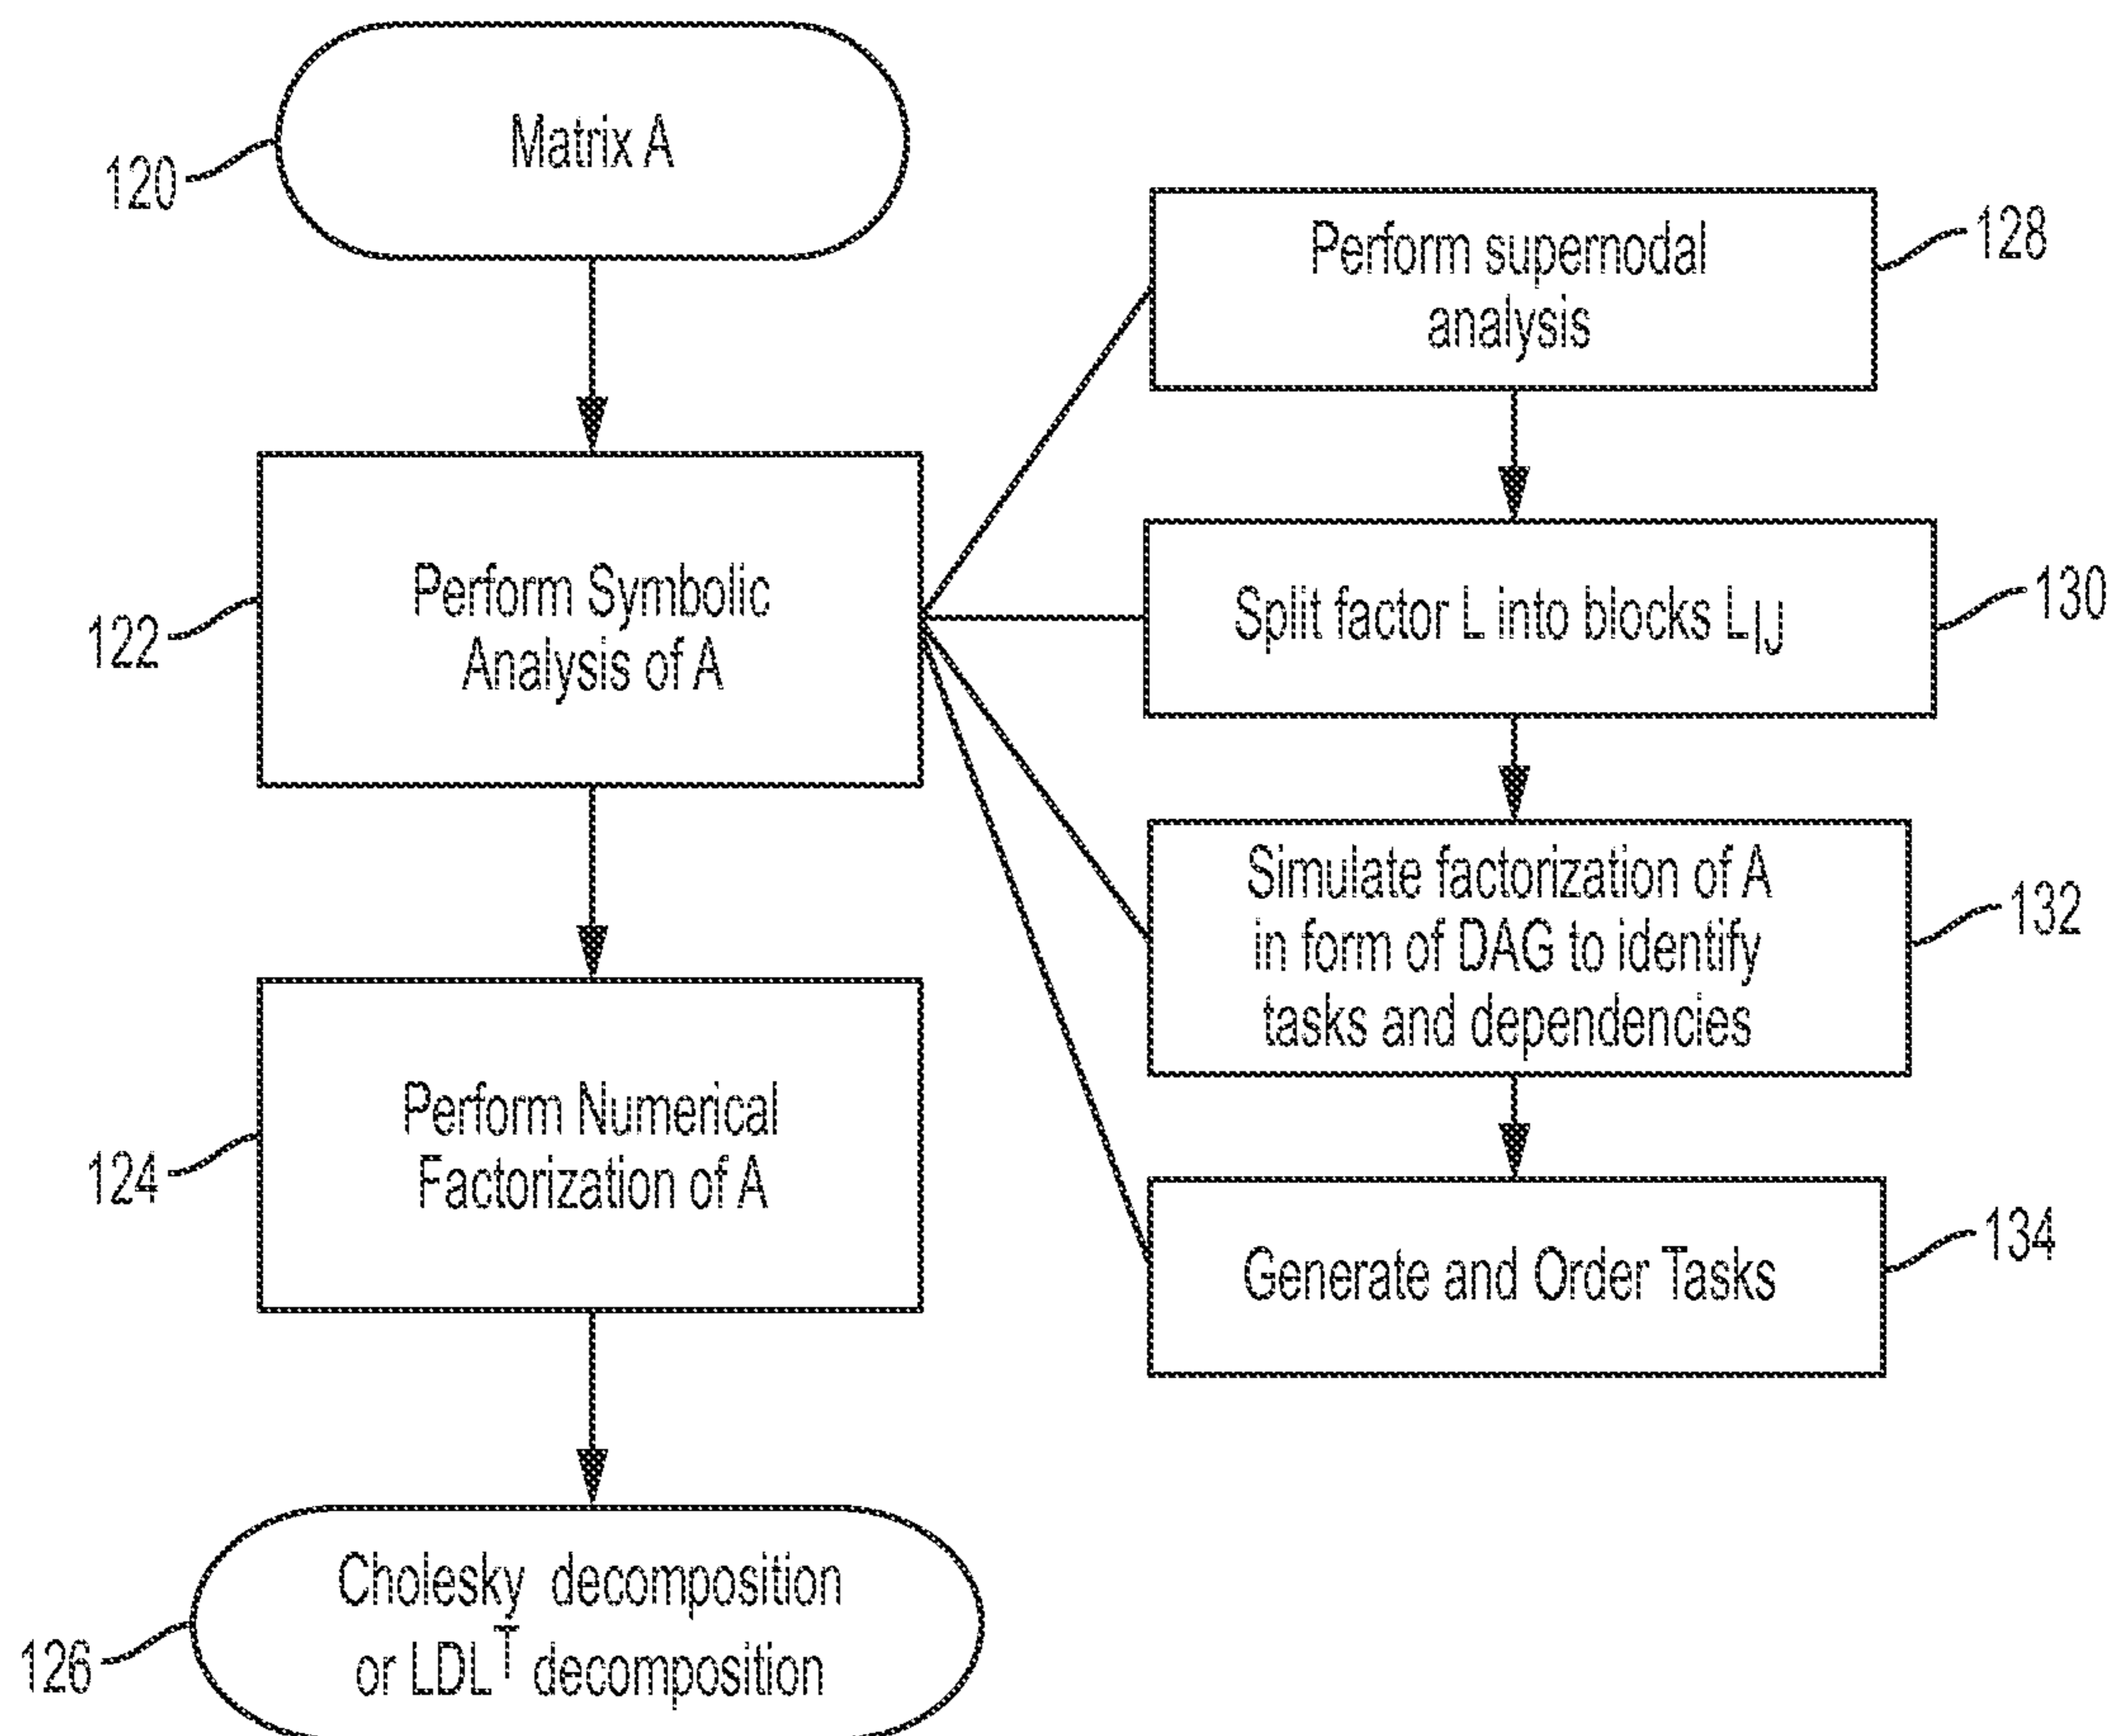 Matrix A
120
Perform Symbolic
Analysis of A
122
Perform Numerical
Factorization of A
124
Cholesky decomposition
or LDL^T decomposition
126
Perform supernodal
analysis
128
Split factor L into blocks L_IJ
130
Simulate factorization of A
in form of DAG to identify
tasks and dependencies
132
Generate and Order Tasks
134